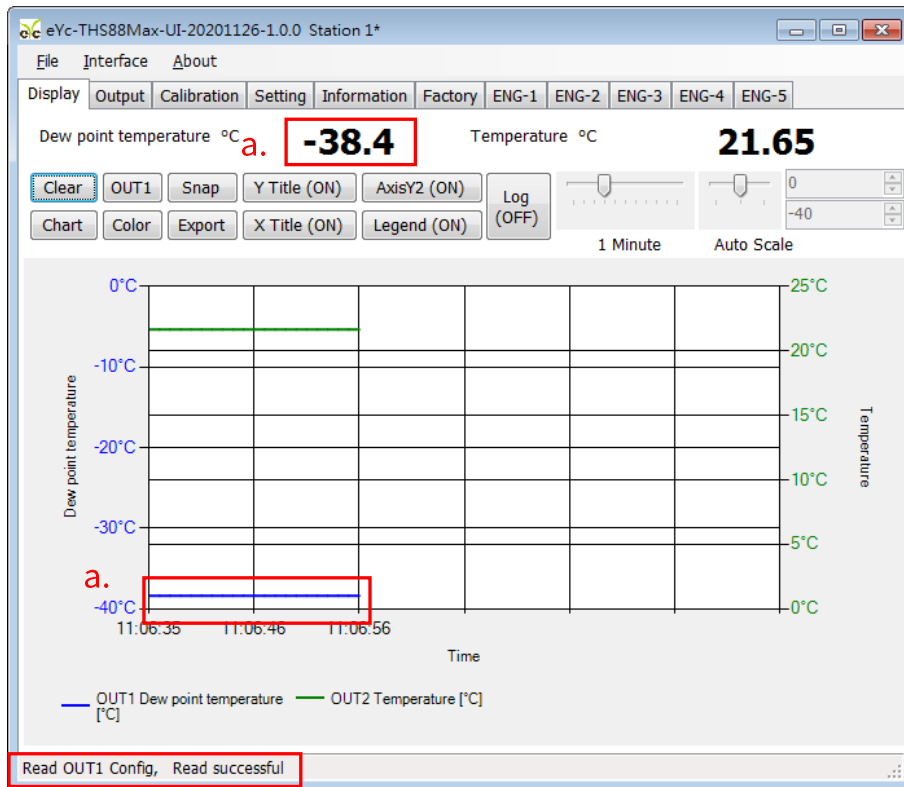 eYc eYc-THS88Max-UI-20201126-1.0.0 Station 1*
File Interface About
Display Output Calibration Setting Information Factory ENG-1 ENG-2 ENG-3 ENG-4 ENG-5
Dew point temperature °C a. -38.4 Temperature °C 21.65
Clear OUT1 Snap Y Title (ON) AxisY2 (ON) Log (OFF) 0
Chart Color Export X Title (ON) Legend (ON) -40
1 Minute Auto Scale
0°C 25°C
-10°C 20°C
-20°C 15°C
-30°C 10°C
a. 5°C
-40°C 0°C
Dew point temperature
Temperature
11:06:35 11:06:46 11:06:56
Time
OUT1 Dew point temperature OUT2 Temperature [°C]
[°C]
Read OUT1 Config, Read successful